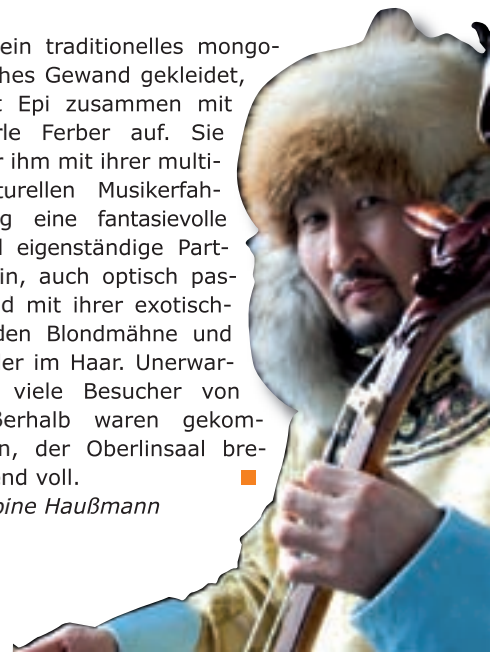 ein traditionelles mongo-
ches Gewand gekleidet,
t Epi zusammen mit
rle Ferber auf. Sie
r ihm mit ihrer multi-
turellen Musikerfah-
g eine fantasievolle
d eigenständige Part-
in, auch optisch pas-
d mit ihrer exotisch-
den Blondmähne und
er im Haar. Unerwar-
viele Besucher von
ßerhalb waren gekom-
n, der Oberlinsaal bre-
end voll.
bine Haußmann